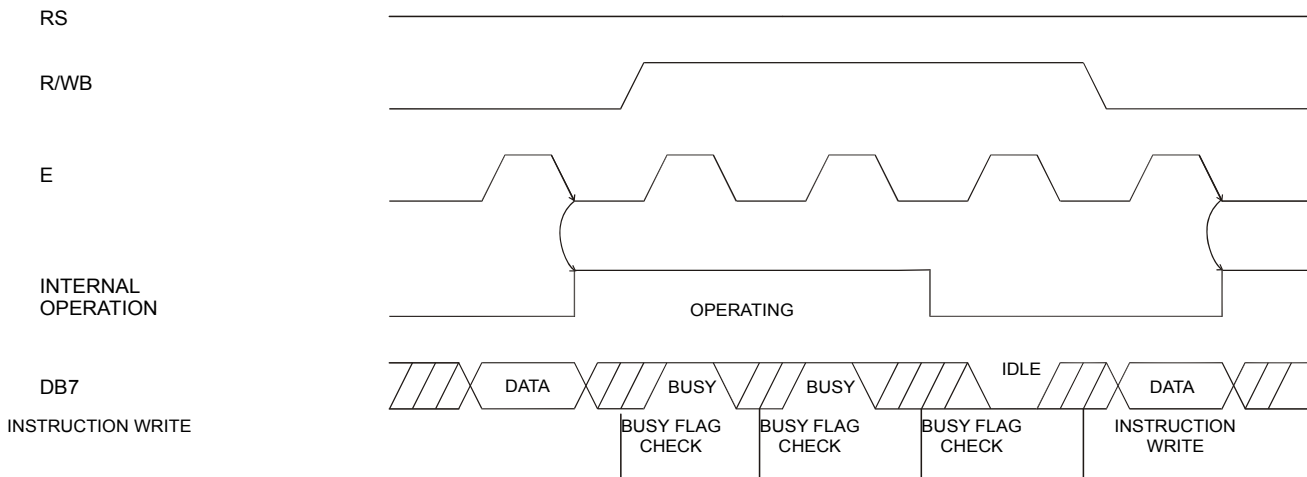 RS
R/WB
E
INTERNAL
OPERATION
OPERATING
DB7
DATA
BUSY
BUSY
IDLE
DATA
INSTRUCTION WRITE
BUSY FLAG
CHECK
BUSY FLAG
CHECK
BUSY FLAG
CHECK
INSTRUCTION
WRITE